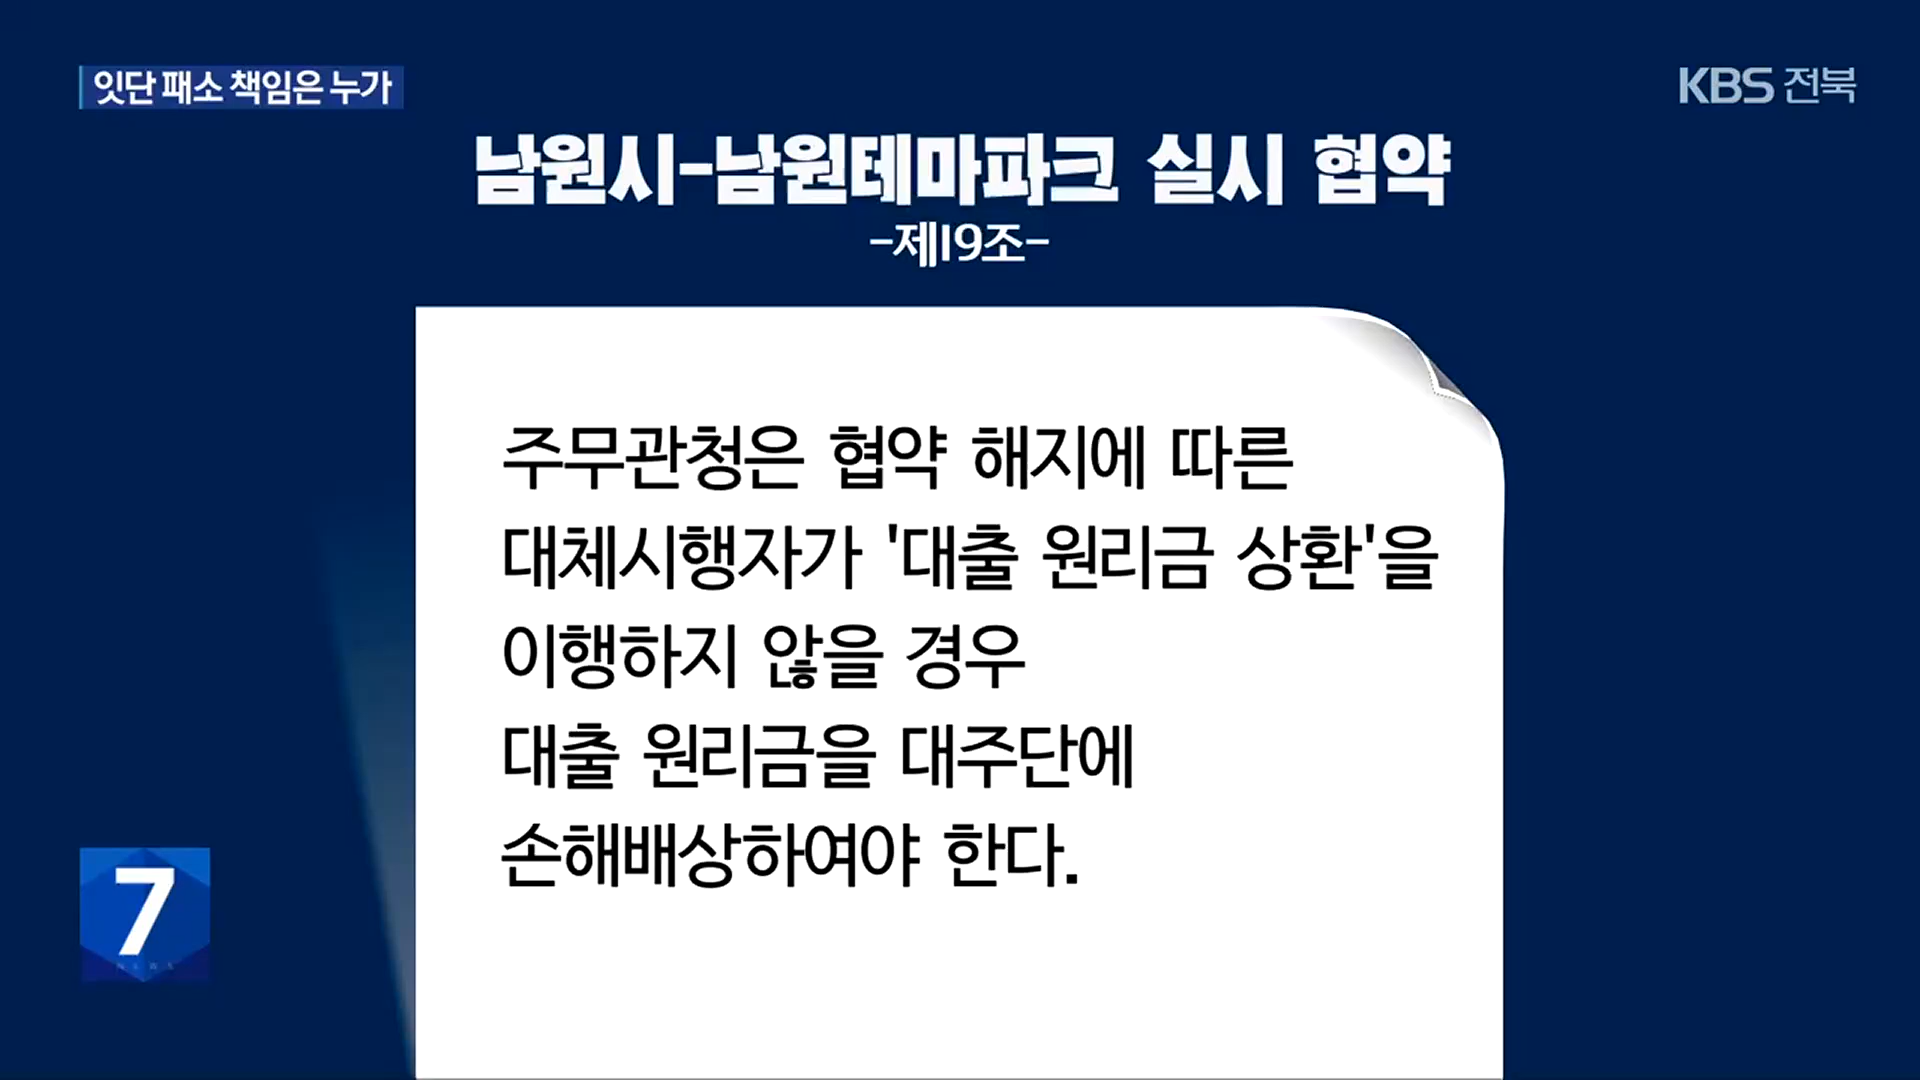 잇단 패소 책임은 누가
KBS 전북
남원시-남원테마파크 실시 협약
-제19조-
주무관청은 협약 해지에 따른
대체시행자가 '대출 원리금 상환'을
이행하지 않을 경우
대출 원리금을 대주단에
손해배상하여야 한다.
7
NEWS